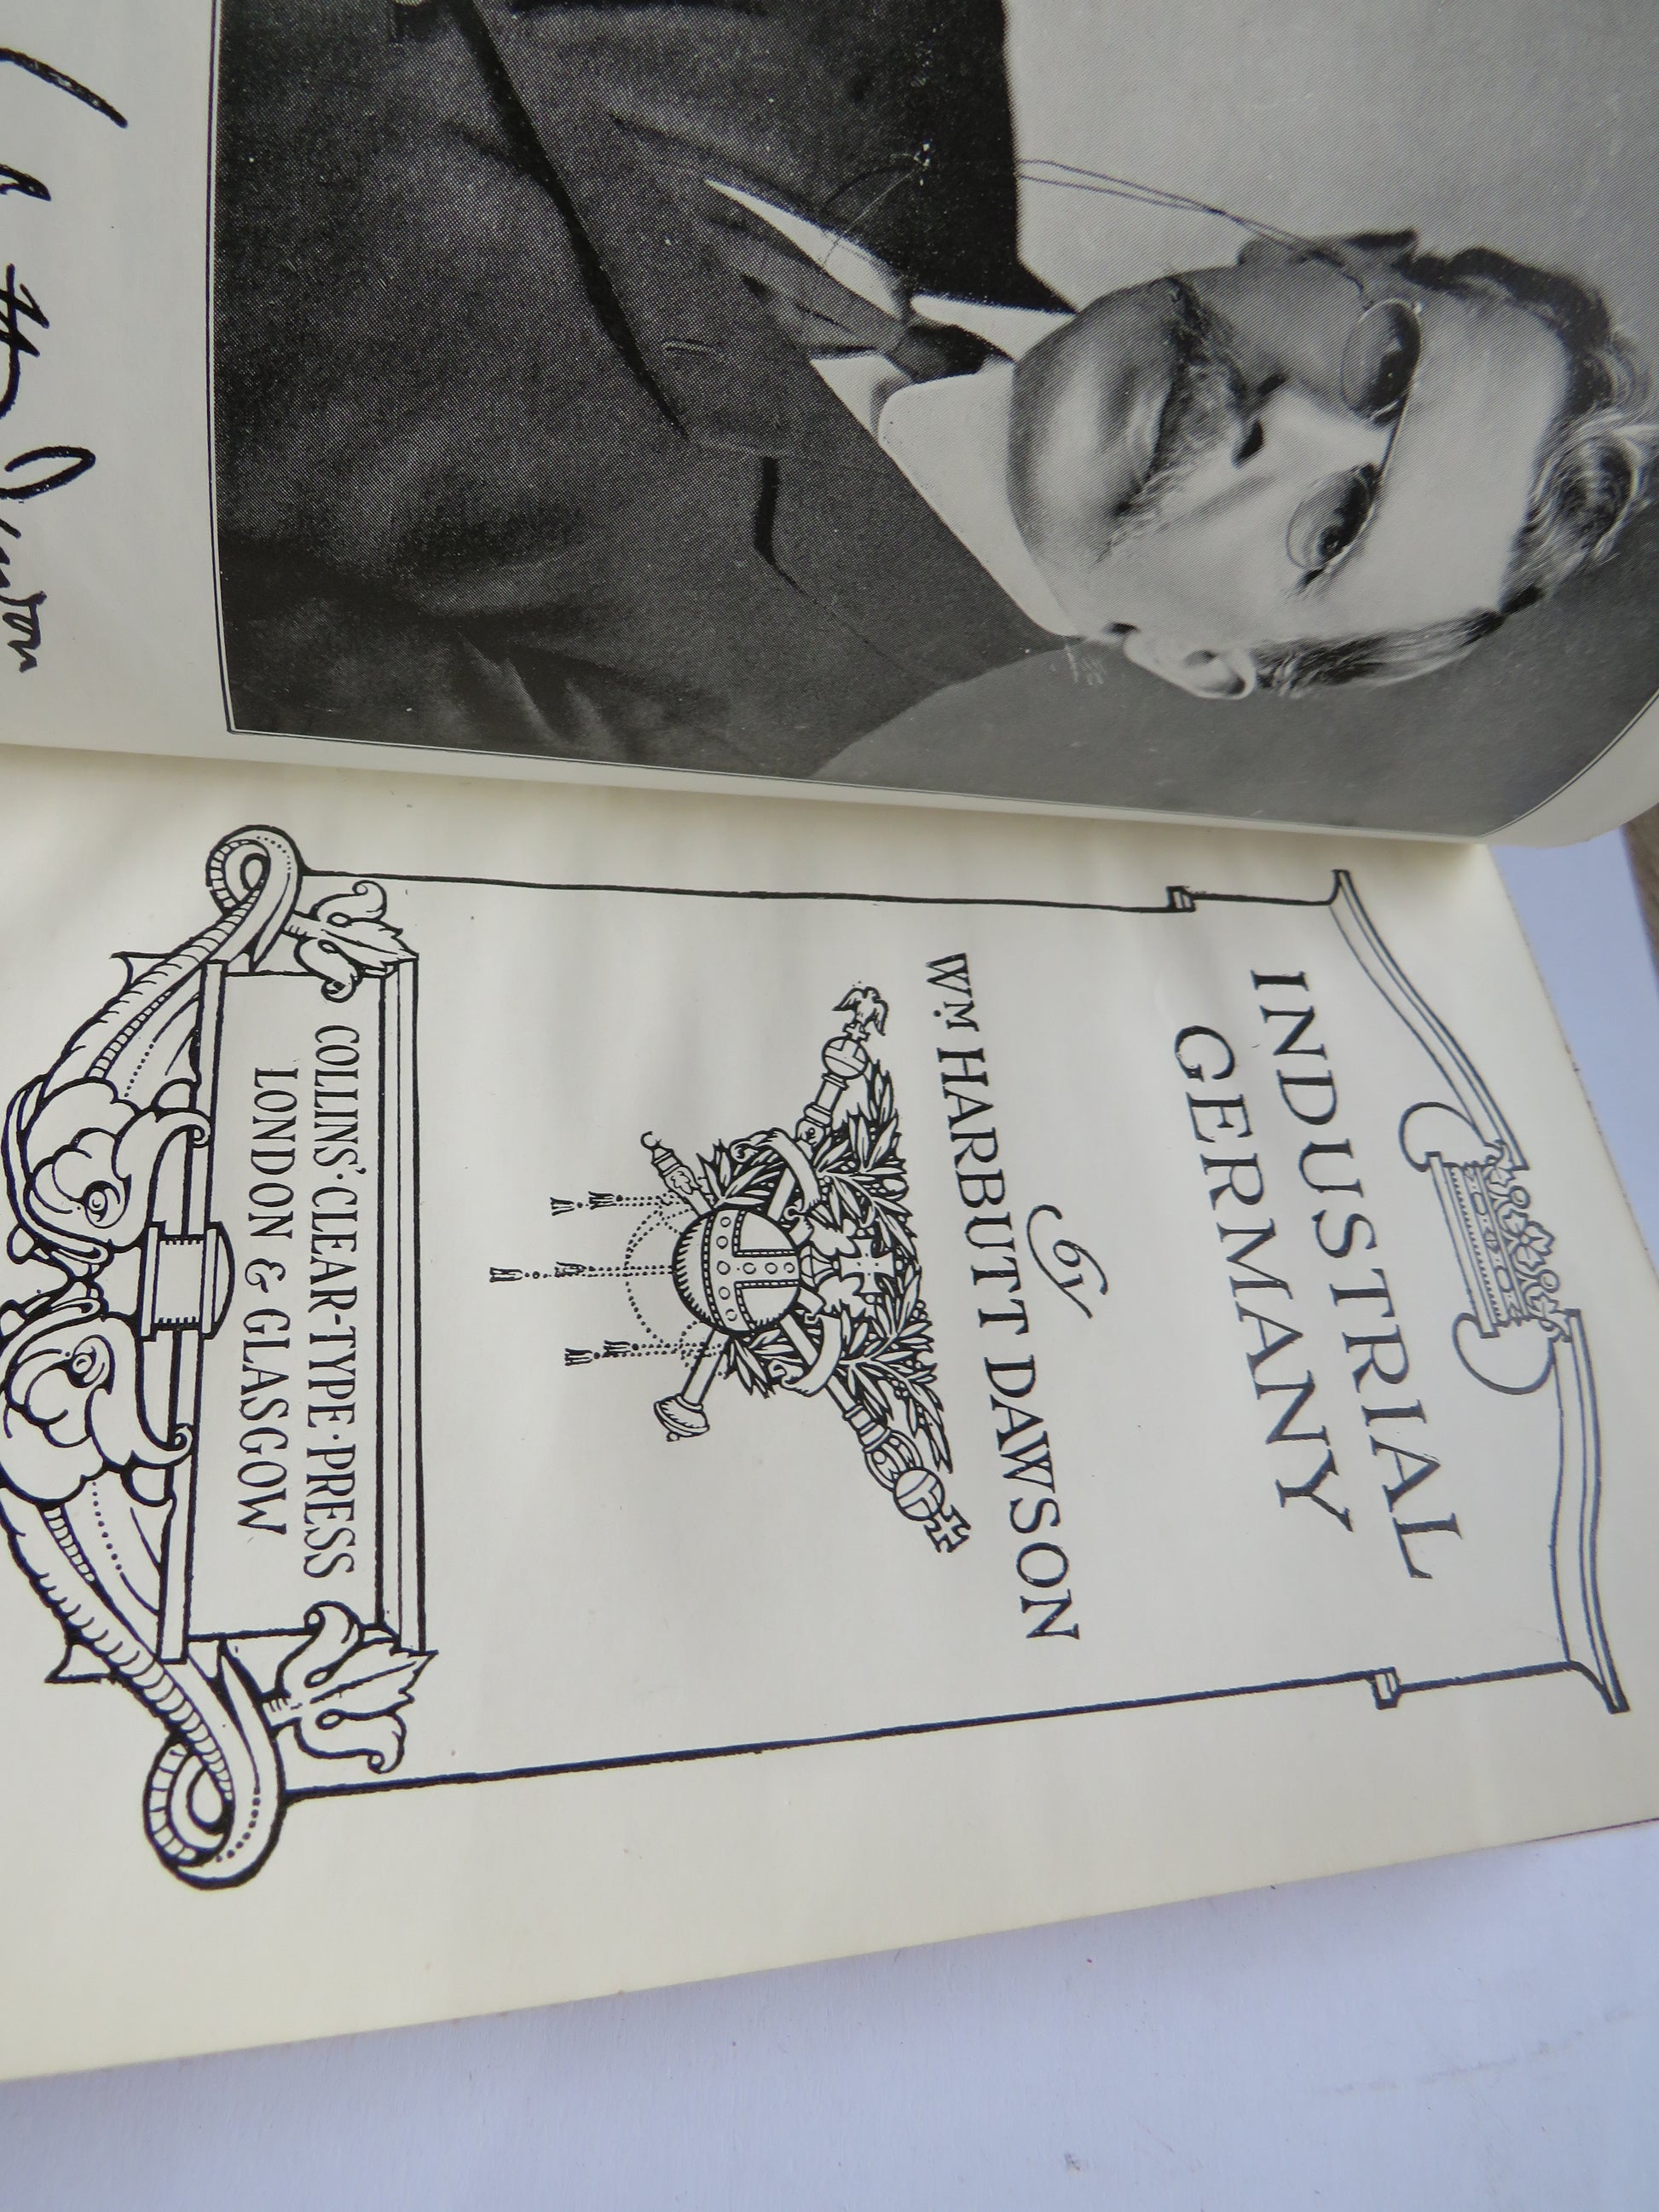 INDUSTRIAL
GERMANY
by
WM HARBUTT DAWSON
COLLINS'·CLEAR-TYPE·PRESS
LONDON & GLASGOW